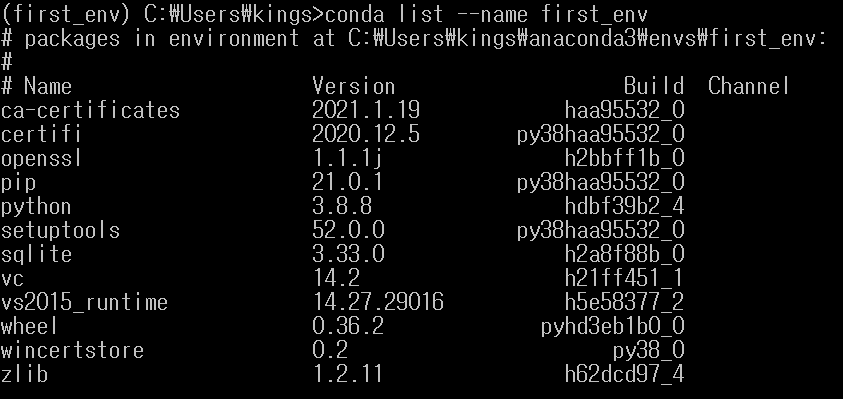 (first_env) C:₩Users₩kings>conda list --name first_env
# packages in environment at C:₩Users₩kings₩anaconda3₩envs₩first_env:
#
# Name                    Version                   Build  Channel
ca-certificates           2021.1.19            haa95532_0
certifi                   2020.12.5        py38haa95532_0
openssl                   1.1.1j               h2bbff1b_0
pip                       21.0.1           py38haa95532_0
python                    3.8.8                hdbf39b2_4
setuptools                52.0.0           py38haa95532_0
sqlite                    3.33.0               h2a8f88b_0
vc                        14.2                 h21ff451_1
vs2015_runtime            14.27.29016          h5e58377_2
wheel                     0.36.2             pyhd3eb1b0_0
wincertstore              0.2                      py38_0
zlib                      1.2.11               h62dcd97_4